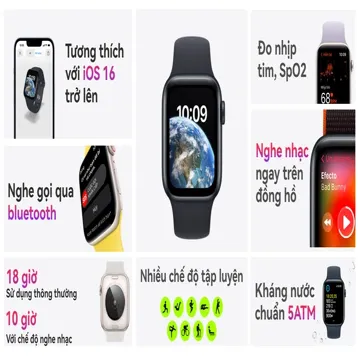 Tương thích
với iOS 16
trở lên
10:09
Đo nhịp
tim, SpO2
68
Nghe gọi qua
bluetooth
Nghe nhạc
ngay trên
đồng hồ
Efecto
Bad Bunny
18 giờ
Sử dụng thông thường
10 giờ
Với chế độ nghe nhạc
Nhiều chế độ tập luyện
Kháng nước
chuẩn 5ATM